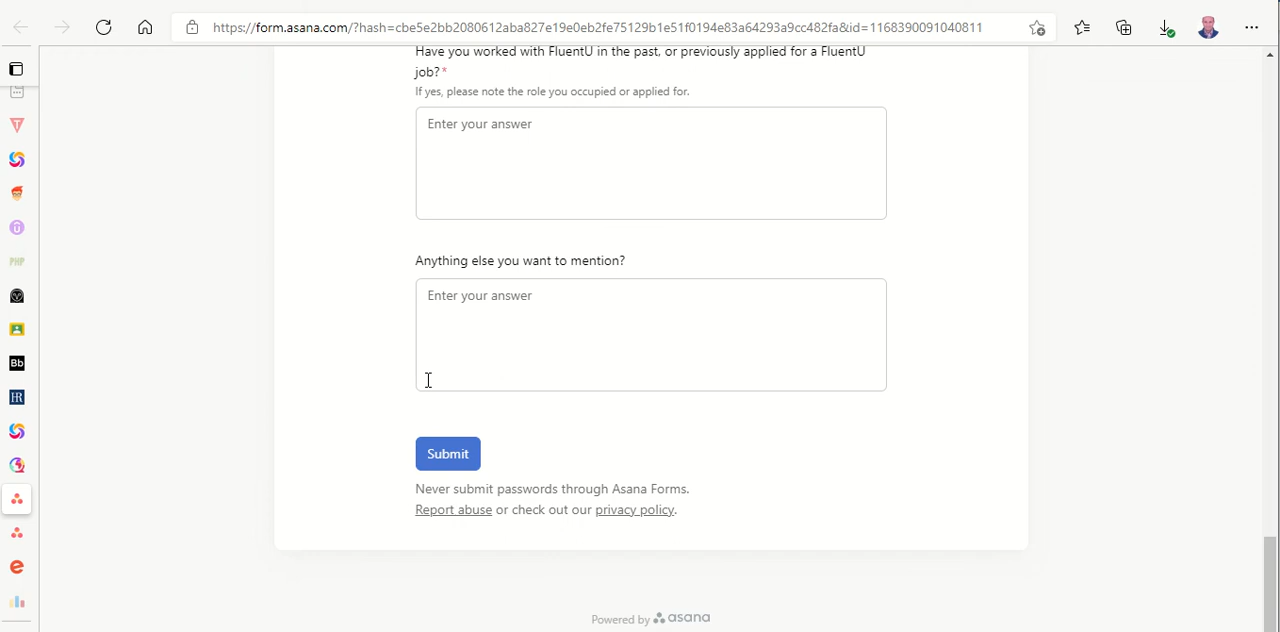 https://form.asana.com/?hash=cbe5e2bb2080612aba827e19e0eb2fe75129b1e51f0194e83a64293a9cc482fa&id=1168390091040811
Have you worked with FluentU in the past, or previously applied for a FluentU
job?*
If yes, please note the role you occupied or applied for.
Enter your answer
Anything else you want to mention?
Enter your answer
Submit
Never submit passwords through Asana Forms.
Report abuse or check out our privacy policy.
Powered by asana
PHP
Bb
HR